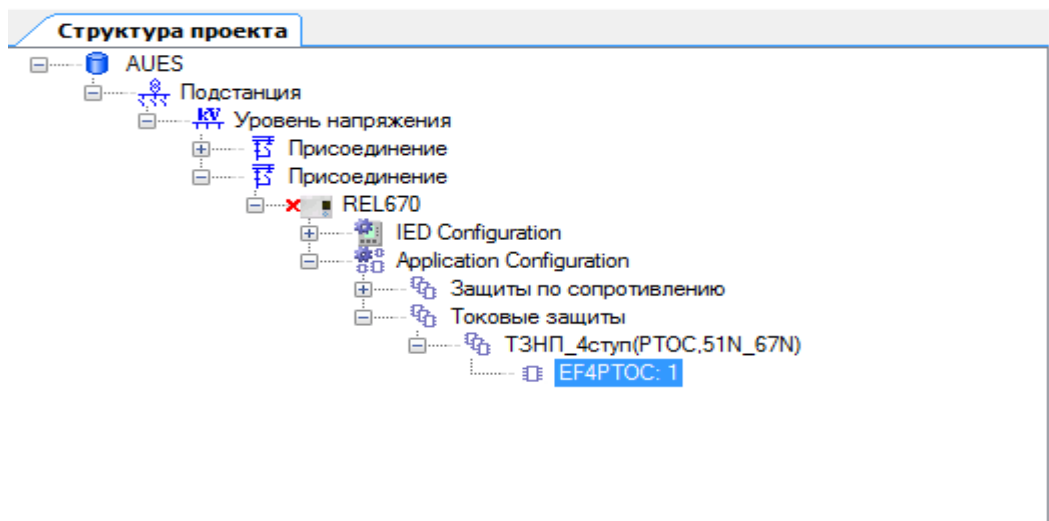 Структура проекта
AUES
Подстанция
kV Уровень напряжения
Присоединение
Присоединение
REL670
IED Configuration
Application Configuration
Защиты по сопротивлению
Токовые защиты
ТЗНП_4ступ(PTOC,51N_67N)
EF4PTOC: 1